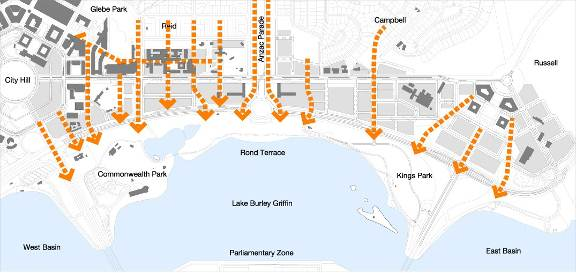 Glebe Park
Reid
Anzac Parade
Campbell
Russell
City Hill
Rond Terrace
Commonwealth Park
Kings Park
Lake Burley Griffin
West Basin
Parliamentary Zone
East Basin